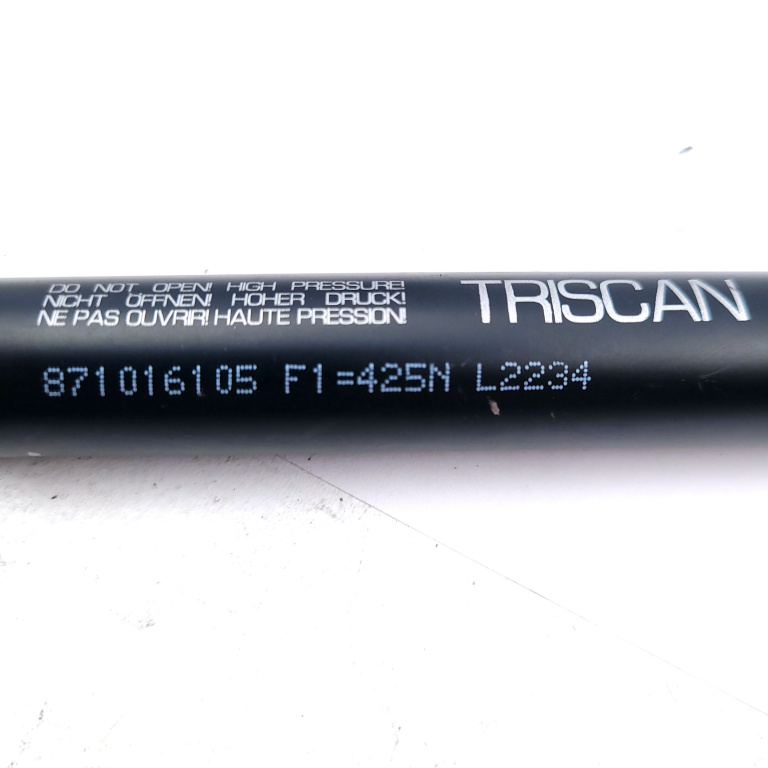 DO NOT OPEN! HIGH PRESSURE!
NICHT ÖFFNEN! HOHER DRUCK!
NE PAS OUVRIR! HAUTE PRESSION!
TRISCAN
871016105 F1=425N L2234